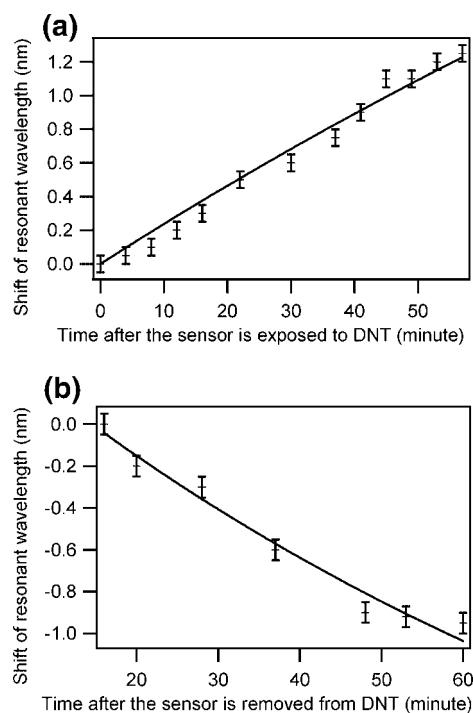 (a)
Shift of resonant wavelength (nm)
1.2
1.0
0.8
0.6
0.4
0.2
0.0
0 10 20 30 40 50
Time after the sensor is exposed to DNT (minute)
(b)
Shift of resonant wavelength (nm)
0.0
-0.2
-0.4
-0.6
-0.8
-1.0
20 30 40 50 60
Time after the sensor is removed from DNT (minute)